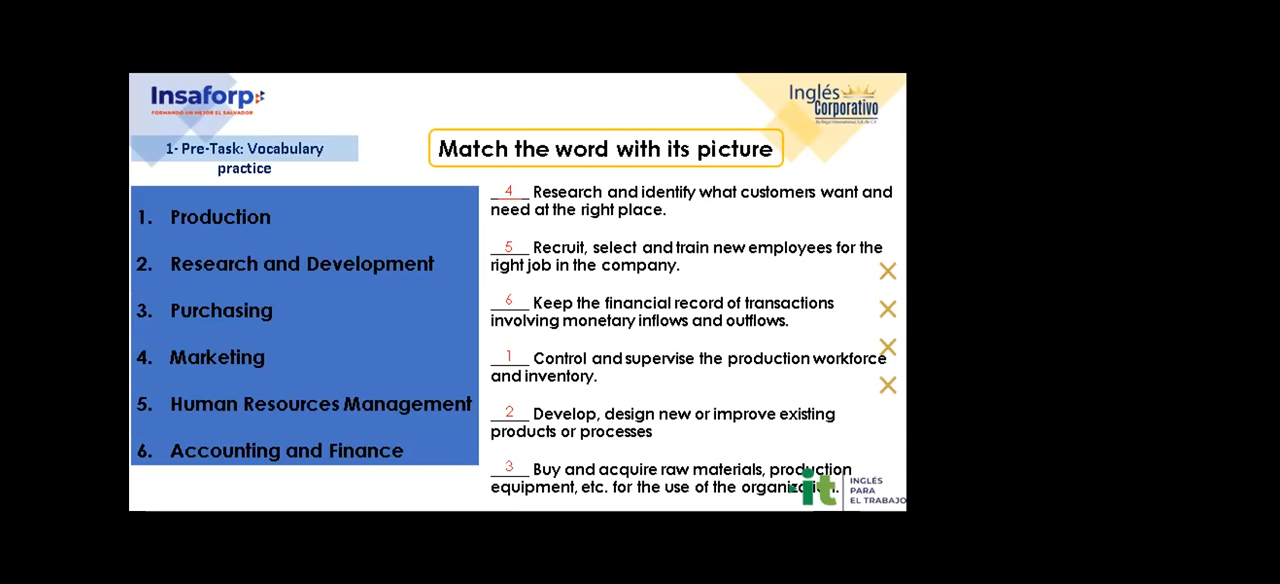 Insaforp
FORMANDO UN MEJOR EL SALVADOR
Inglés
Corporativo
1- Pre-Task: Vocabulary
practice
Match the word with its picture
1. Production
2. Research and Development
3. Purchasing
4. Marketing
5. Human Resources Management
6. Accounting and Finance
4 Research and identify what customers want and
need at the right place.
5 Recruit, select and train new employees for the
right job in the company.
6 Keep the financial record of transactions
involving monetary inflows and outflows.
1 Control and supervise the production workforce
and inventory.
2 Develop, design new or improve existing
products or processes
3 Buy and acquire raw materials, production
equipment, etc. for the use of the organization.
it
INGLÉS
PARA
EL TRABAJO